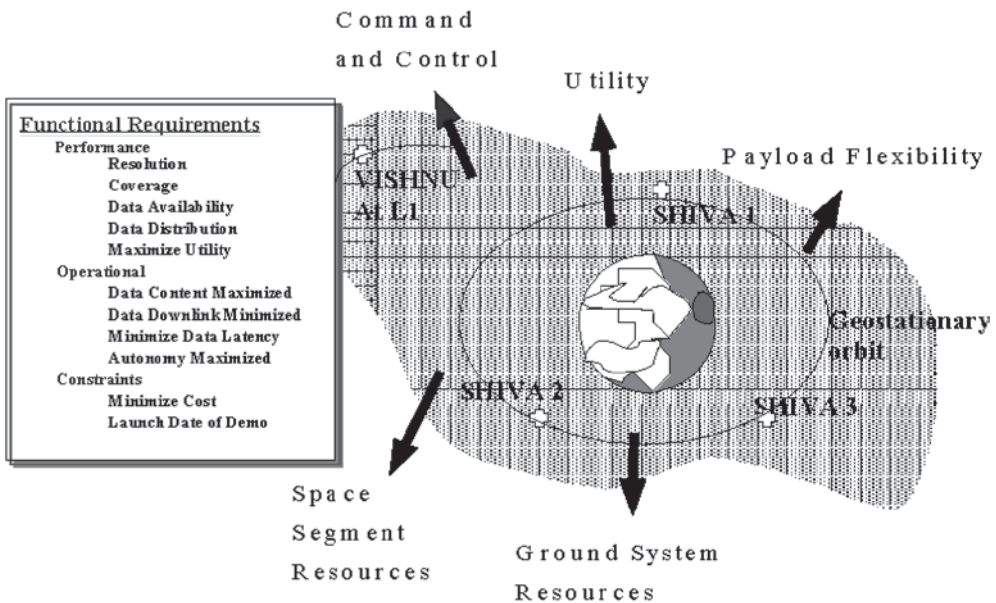 Command
and Control
Utility
Payload Flexibility
Functional Requirements
Performance
Resolution
Coverage
Data Availability
Data Distribution
Maximize Utility
Operational
Data Content Maximized
Data Downlink Minimized
Minimize Data Latency
Autonomy Maximized
Constraints
Minimize Cost
Launch Date of Demo
VISHNU
At L1
SHIVA 1
Geostationary
orbit
SHIVA 2
SHIVA 3
Space
Segment
Resources
Ground System
Resources